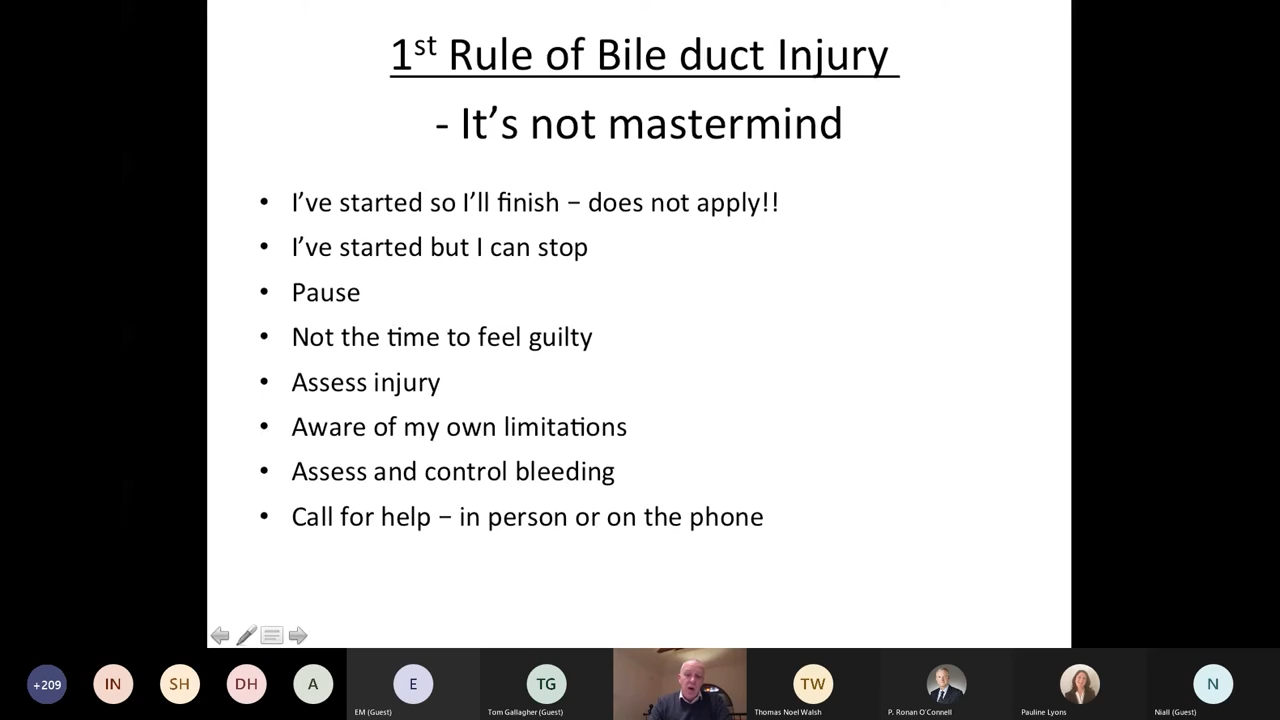 1st Rule of Bile duct Injury
- It’s not mastermind
• I’ve started so I’ll finish – does not apply!!
• I’ve started but I can stop
• Pause
• Not the time to feel guilty
• Assess injury
• Aware of my own limitations
• Assess and control bleeding
• Call for help – in person or on the phone
+209 IN SH DH A E TG TW N
EM (Guest) Tom Gallagher (Guest) Thomas Noel Walsh P. Ronan O'Connell Pauline Lyons Niall (Guest)